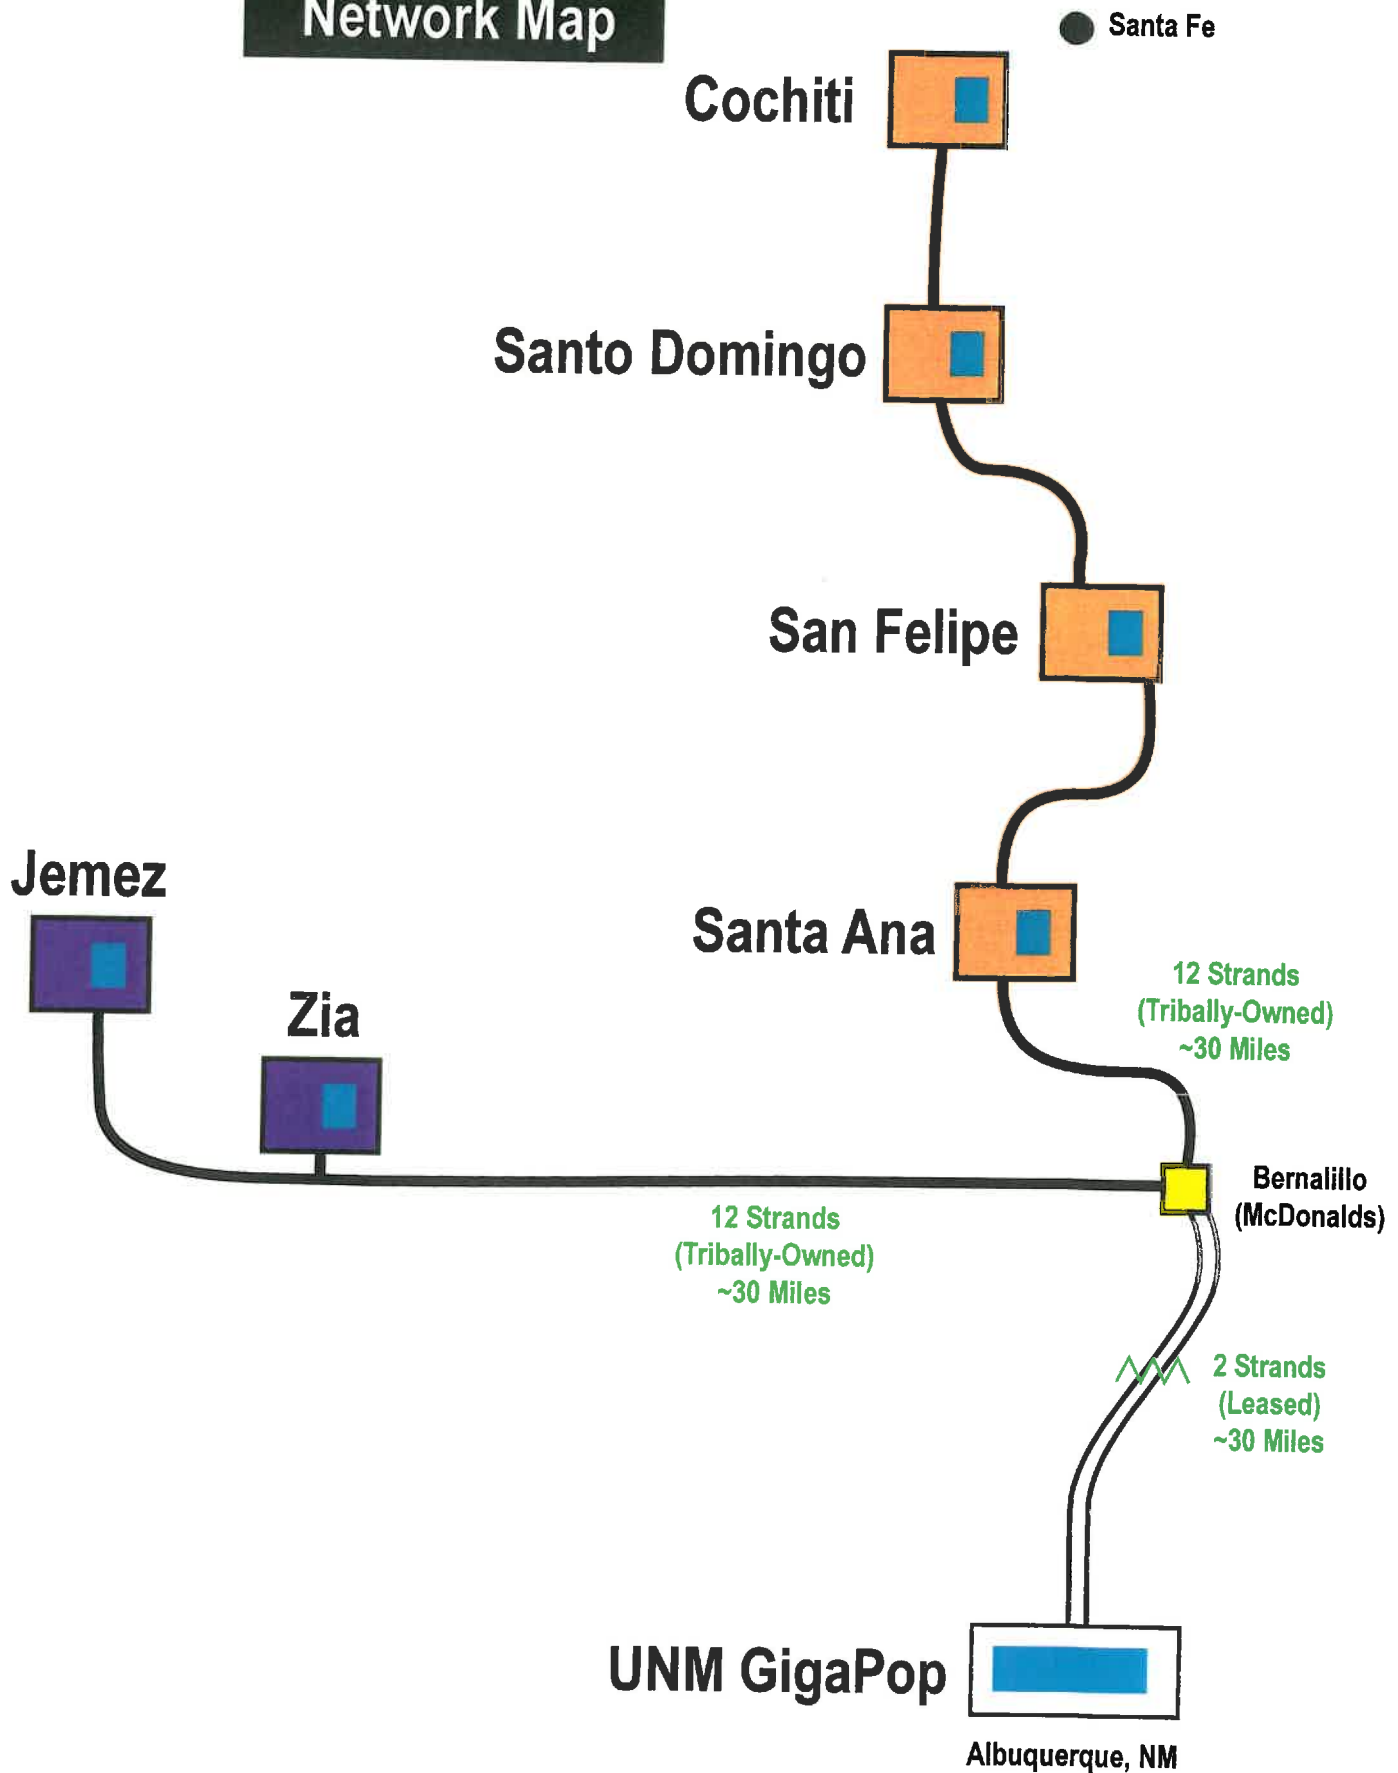 Network Map
Santa Fe
Cochiti
Santo Domingo
San Felipe
Jemez
Santa Ana
12 Strands
(Tribally-Owned)
~30 Miles
Zia
Bernalillo
(McDonalds)
12 Strands
(Tribally-Owned)
~30 Miles
2 Strands
(Leased)
~30 Miles
UNM GigaPop
Albuquerque, NM